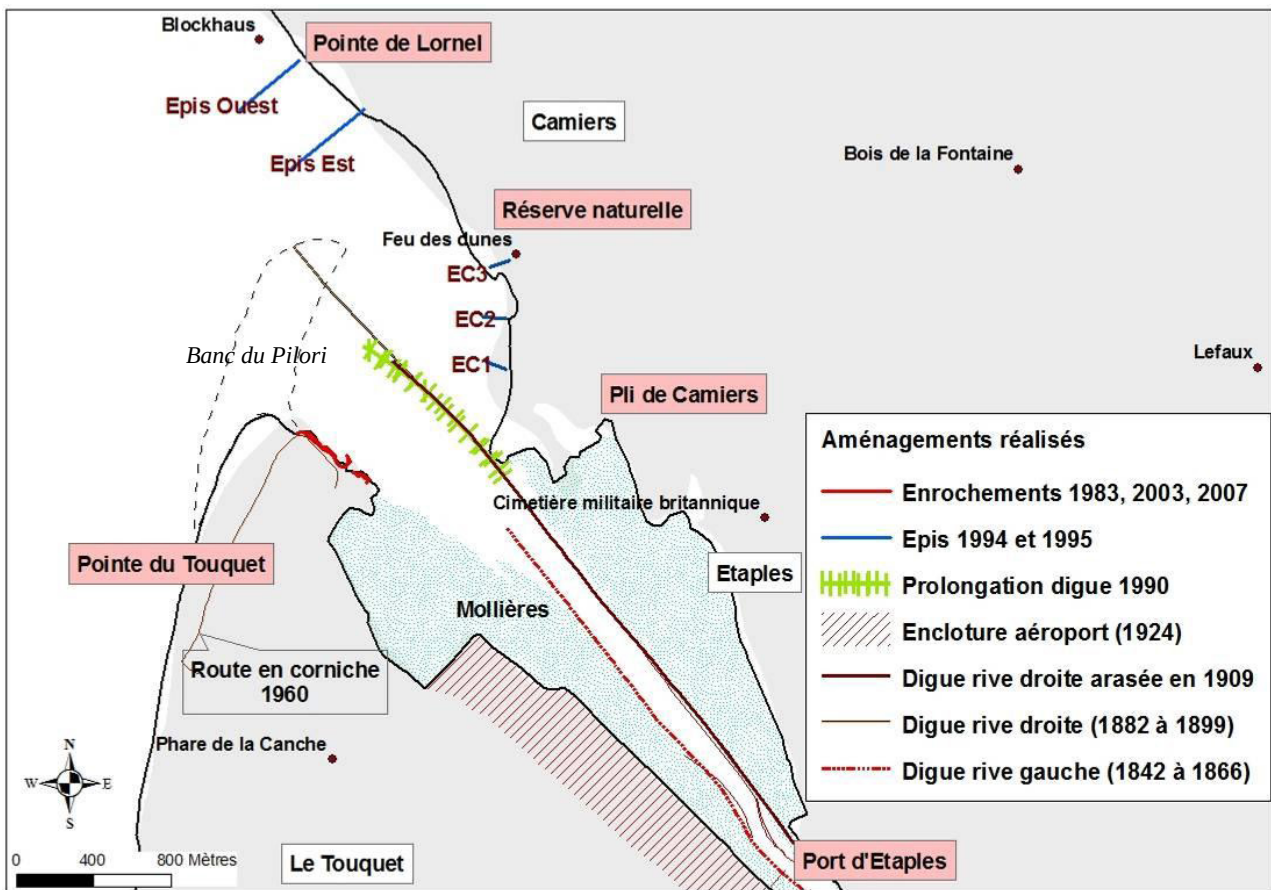 Blockhaus
Pointe de Lornel
Epis Ouest
Camiers
Epis Est
Bois de la Fontaine
Réserve naturelle
Feu des dunes
EC3
EC2
Banc du Pilori
EC1
Lefaux
Pli de Camiers
Aménagements réalisés
Enrochements 1983, 2003, 2007
Cimetière militaire britannique
Epis 1994 et 1995
Pointe du Touquet
Etaples
Prolongation digue 1990
Mollières
Encloture aéroport (1924)
Route en corniche
1960
Digue rive droite arasée en 1909
Digue rive droite (1882 à 1899)
Phare de la Canche
Digue rive gauche (1842 à 1866)
N
W
E
S
0 400 800 Mètres
Le Touquet
Port d'Etaples